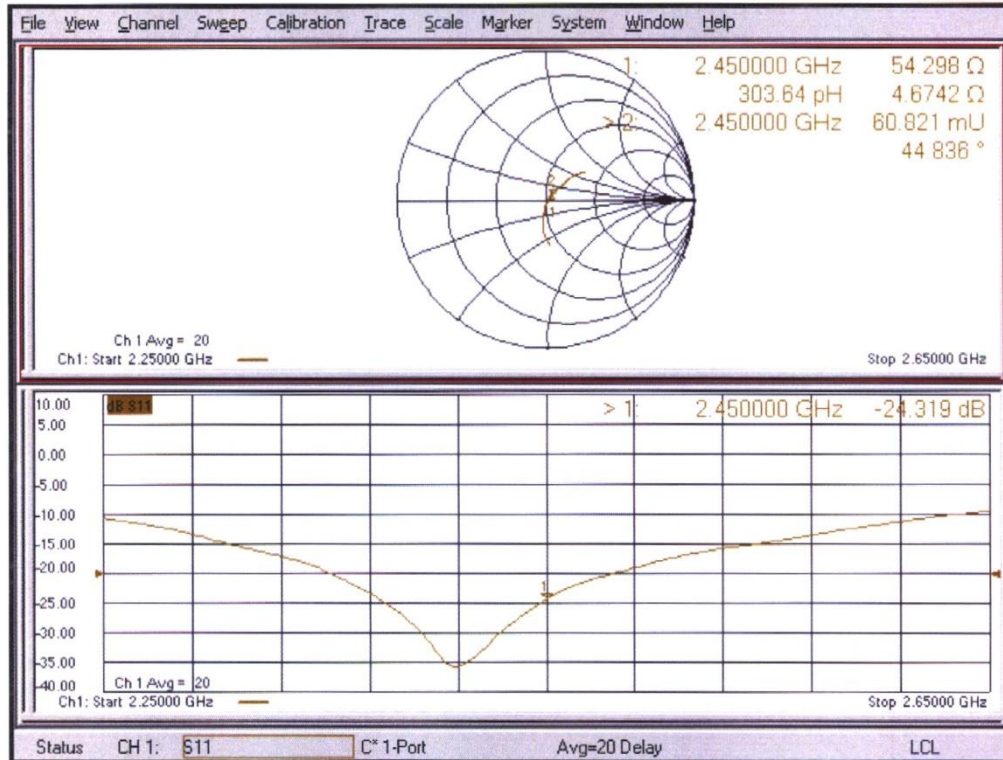 File View Channel Sweep Calibration Trace Scale Marker System Window Help
1: 2.450000 GHz 54.298 Ω
303.64 pH 4.6742 Ω
> 2: 2.450000 GHz 60.821 mU
44.836 °
2
1
Ch 1 Avg = 20
Ch1: Start 2.25000 GHz Stop 2.65000 GHz
10.00 dB S11 > 1: 2.450000 GHz -24.319 dB
5.00
0.00
-5.00
-10.00
-15.00
-20.00
1
-25.00
-30.00
-35.00
-40.00 Ch 1 Avg = 20
Ch1: Start 2.25000 GHz Stop 2.65000 GHz
Status CH 1: S11 C* 1-Port Avg=20 Delay LCL